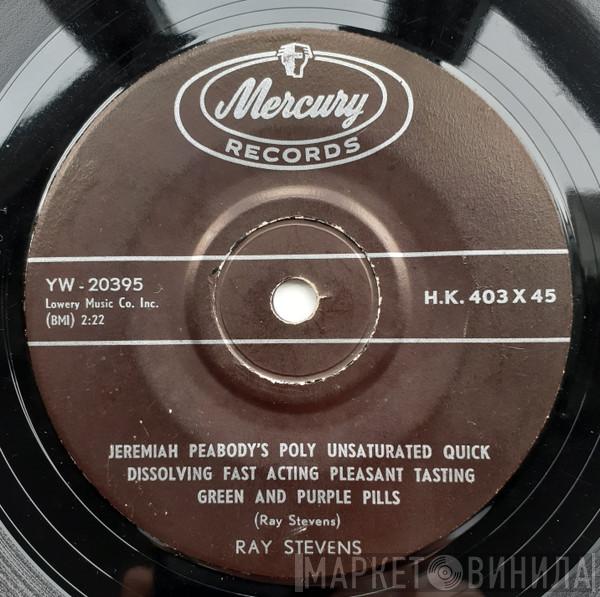 Mercury
RECORDS
YW - 20395
Lowery Music Co. Inc.
(BMI) 2:22
H.K. 403 X 45
JEREMIAH PEABODY'S POLY UNSATURATED QUICK
DISSOLVING FAST ACTING PLEASANT TASTING
GREEN AND PURPLE PILLS
(Ray Stevens)
RAY STEVENS
МАРКЕТ ВИНИЛА